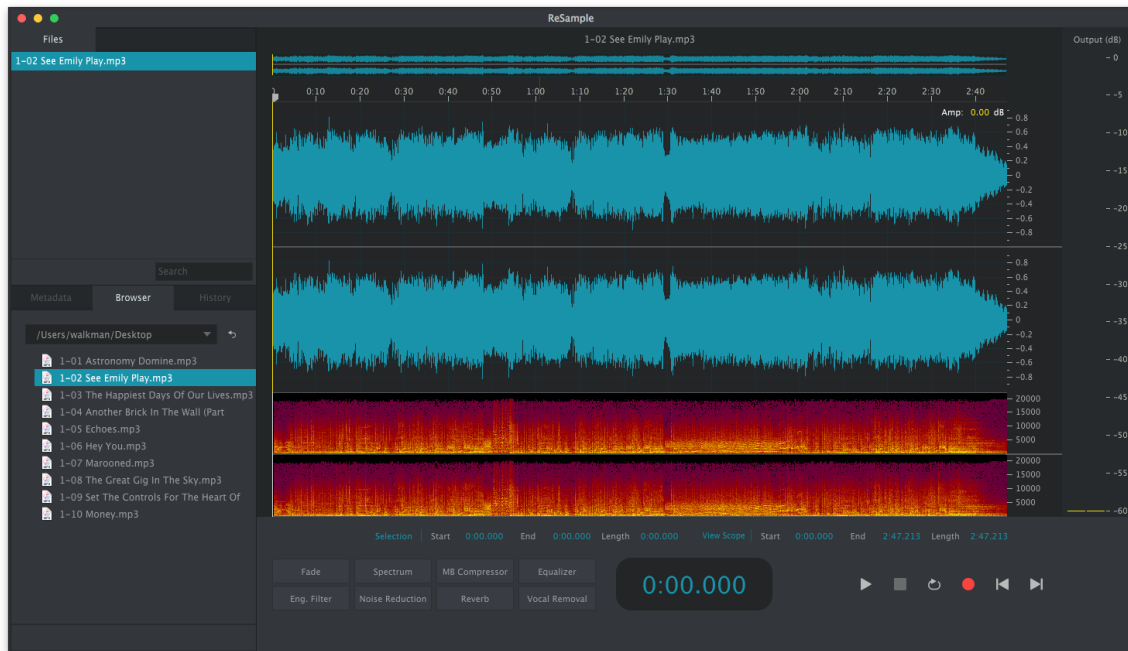 ReSample
Files
1-02 See Emily Play.mp3
1-02 See Emily Play.mp3
Output (dB)
0:10 0:20 0:30 0:40 0:50 1:00 1:10 1:20 1:30 1:40 1:50 2:00 2:10 2:20 2:30 2:40
Amp: 0.00 dB
0.8
0.6
0.4
0.2
0
-0.2
-0.4
-0.6
-0.8
0.8
0.6
0.4
0.2
0
-0.2
-0.4
-0.6
-0.8
20000
15000
10000
5000
20000
15000
10000
5000
- 0
- -5
- -10
- -15
- -20
- -25
- -30
- -35
- -40
- -45
- -50
- -55
- -60
Search
Metadata Browser History
/Users/walkman/Desktop
1-01 Astronomy Domine.mp3
1-02 See Emily Play.mp3
1-03 The Happiest Days Of Our Lives.mp3
1-04 Another Brick In The Wall (Part
1-05 Echoes.mp3
1-06 Hey You.mp3
1-07 Marooned.mp3
1-08 The Great Gig In The Sky.mp3
1-09 Set The Controls For The Heart Of
1-10 Money.mp3
Selection Start 0:00.000 End 0:00.000 Length 0:00.000 View Scope Start 0:00.000 End 2:47.213 Length 2:47.213
Fade Spectrum MB Compressor Equalizer
Eng. Filter Noise Reduction Reverb Vocal Removal
0:00.000